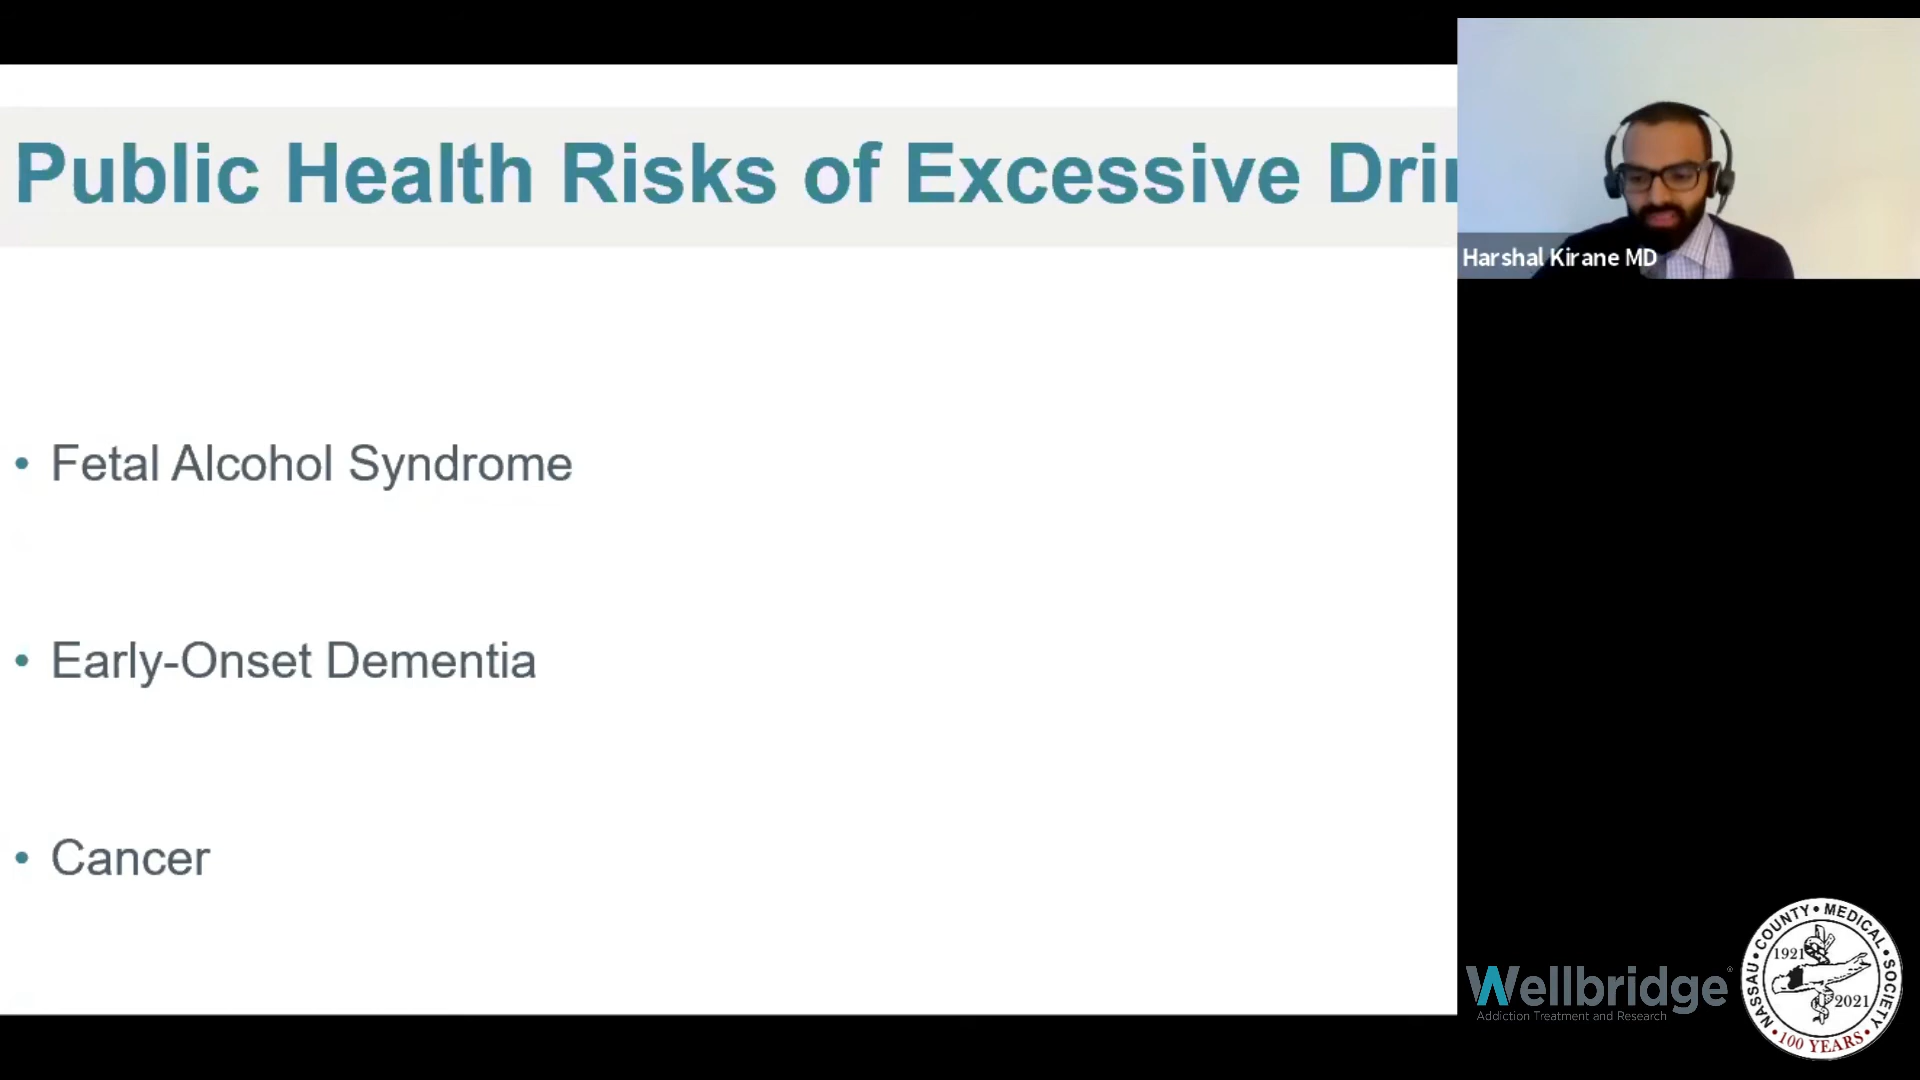 Public Health Risks of Excessive Dri
Harshal Kirane MD
• Fetal Alcohol Syndrome
• Early-Onset Dementia
• Cancer
Wellbridge
Addiction Treatment and Research
NASSAU • COUNTY • MEDICAL • SOCIETY
1921
2021
• 100 YEARS •